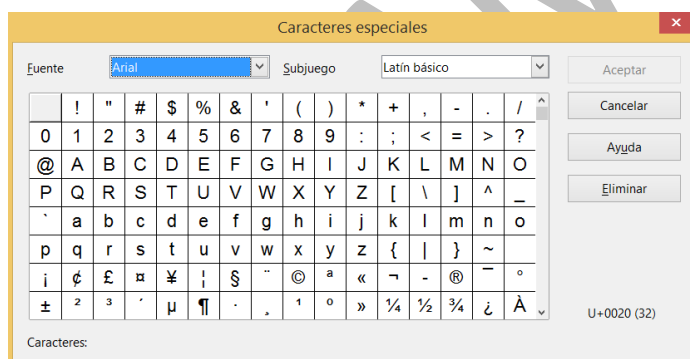 Caracteres especiales
Fuente Arial Subjuego Latín básico Aceptar
! " # $ % & ' ( ) * + , - . / Cancelar
0 1 2 3 4 5 6 7 8 9 : ; < = > ?
@ A B C D E F G H I J K L M N O Ayuda
P Q R S T U V W X Y Z [ \ ] ^ _ Eliminar
` a b c d e f g h i j k l m n o
p q r s t u v w x y z { | } ~
¡ ¢ £ ¤ ¥ ¦ § ¨ © ª « ¬ - ® ¯ °
± ² ³ ´ µ ¶ · ¸ ¹ º » ¼ ½ ¾ ¿ À
U+0020 (32)
Caracteres: